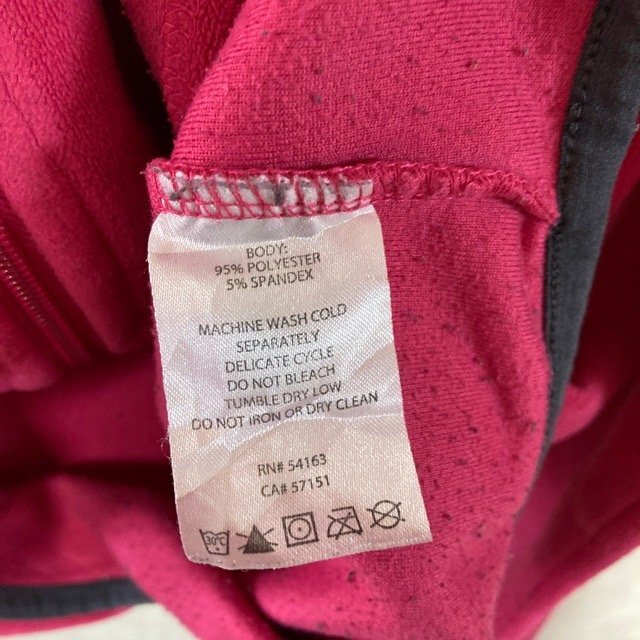 BODY:
95% POLYESTER
5% SPANDEX
MACHINE WASH COLD
SEPARATELY
DELICATE CYCLE
DO NOT BLEACH
TUMBLE DRY LOW
DO NOT IRON OR DRY CLEAN
RN# 54163
CA# 57151
30°C